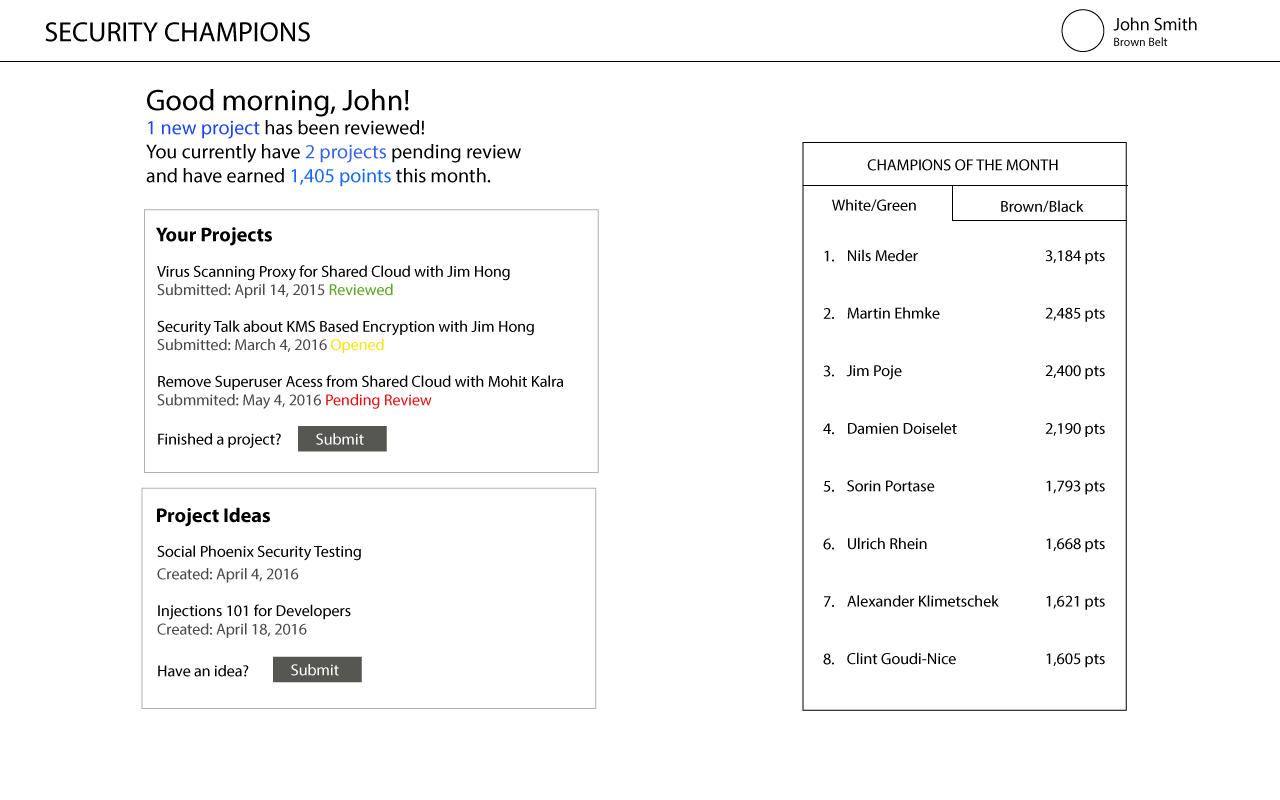 SECURITY CHAMPIONS
John Smith
Brown Belt
Good morning, John!
1 new project has been reviewed!
You currently have 2 projects pending review
and have earned 1,405 points this month.
Your Projects
Virus Scanning Proxy for Shared Cloud with Jim Hong
Submitted: April 14, 2015 Reviewed
Security Talk about KMS Based Encryption with Jim Hong
Submitted: March 4, 2016 Opened
Remove Superuser Acess from Shared Cloud with Mohit Kalra
Submmited: May 4, 2016 Pending Review
Finished a project? Submit
Project Ideas
Social Phoenix Security Testing
Created: April 4, 2016
Injections 101 for Developers
Created: April 18, 2016
Have an idea? Submit
CHAMPIONS OF THE MONTH
White/Green Brown/Black
1. Nils Meder 3,184 pts
2. Martin Ehmke 2,485 pts
3. Jim Poje 2,400 pts
4. Damien Doiselet 2,190 pts
5. Sorin Portase 1,793 pts
6. Ulrich Rhein 1,668 pts
7. Alexander Klimetschek 1,621 pts
8. Clint Goudi-Nice 1,605 pts